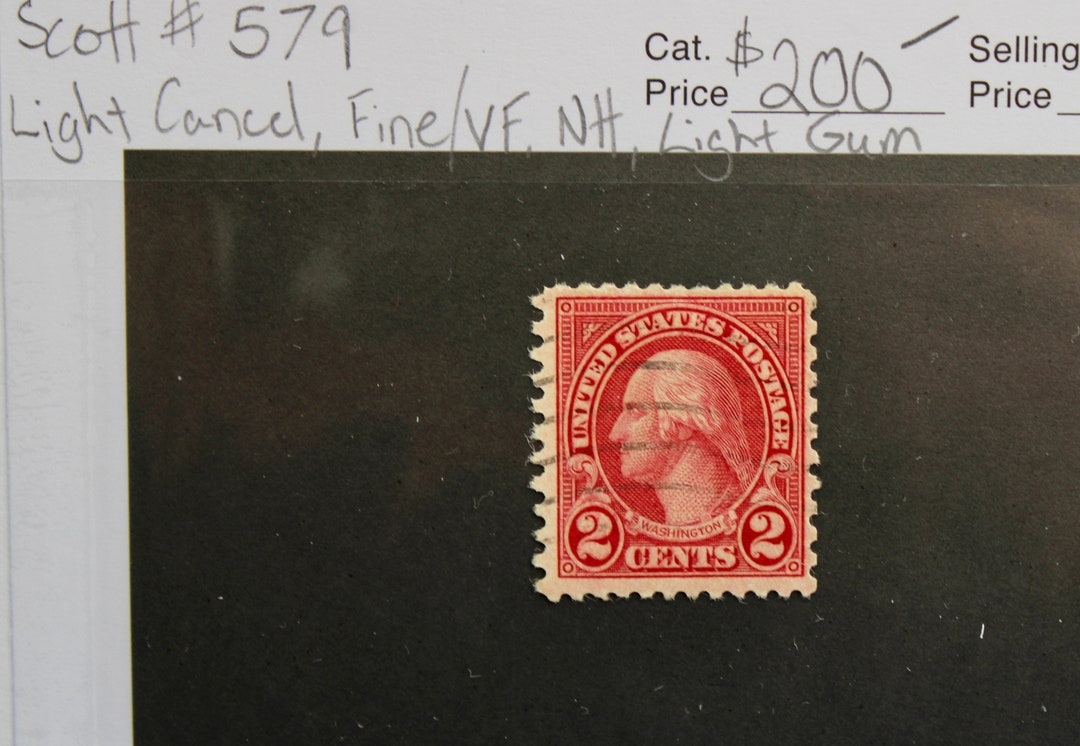 Scott # 579
Cat. Price $200 Selling Price
Light Cancel, Fine/VF, NH, Light Gum
UNITED STATES POSTAGE
WASHINGTON
2 CENTS 2